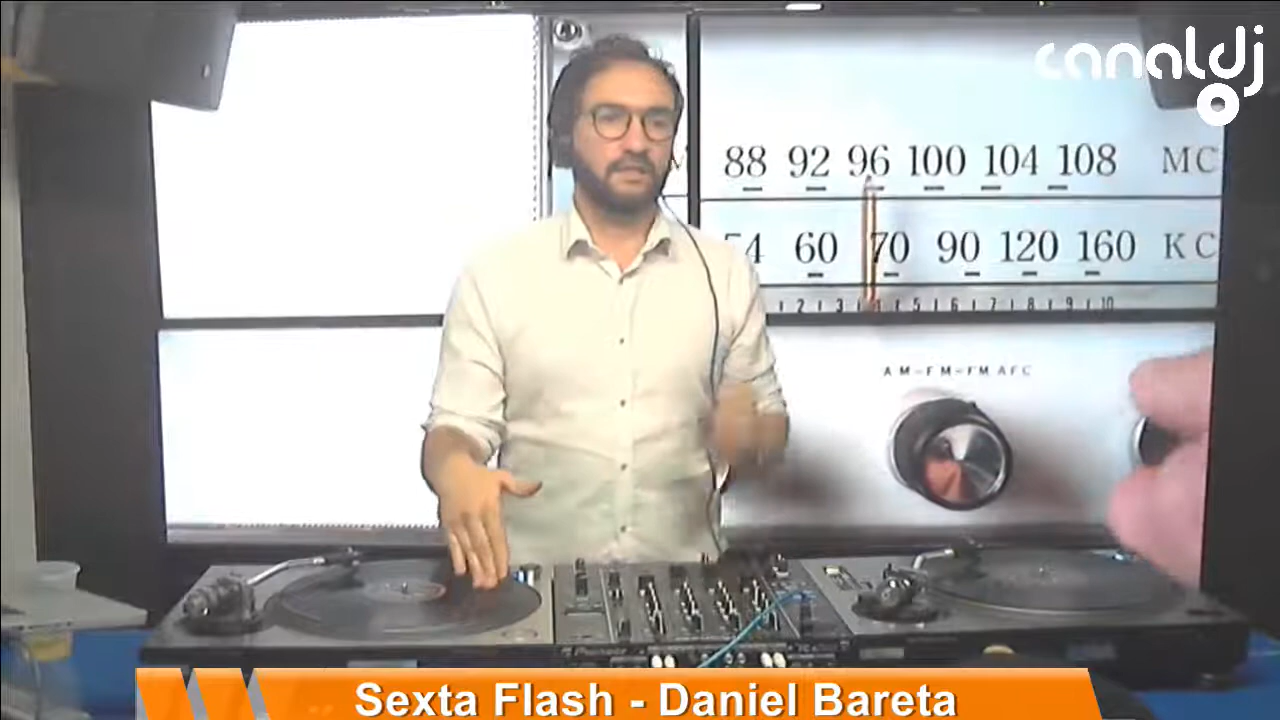 canaldj
88 92 96 100 104 108 MC
54 60 70 90 120 160 KC
1 2 3 4 5 6 7 8 9 10
AM-FM-FM AFC
Pioneer
Sexta Flash - Daniel Bareta